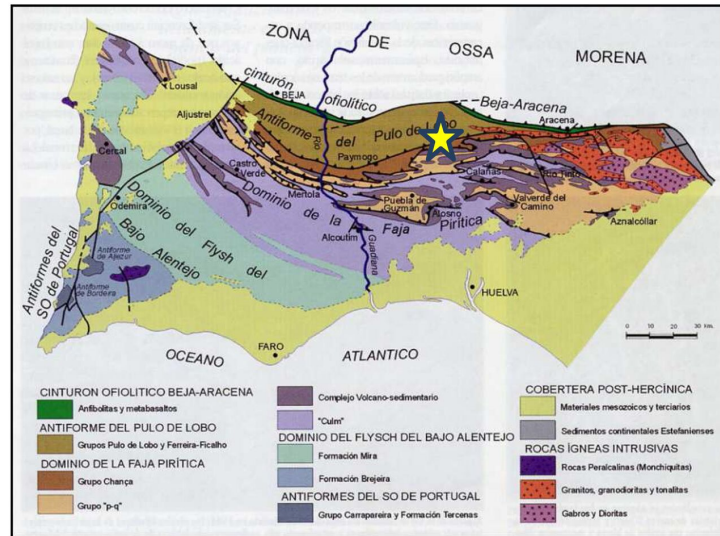 ZONA DE OSSA MORENA
cinturón ofiolítico Beja-Aracena
BEJA
Lousal
Aljustrel
Antiforme del Pulo de Lobo
Rio Guadiana
Aracena
Cercal
Castro Verde
Paymogo
Calañas
Rio Tinto
Mertola
Puebla de Guzmán
Valverde del Camino
Odemira
Dominio de la Faja Pirítica
Alosno
Aznalcóllar
Dominio del Flysch del Bajo Alentejo
Alcoutim
Antiformes del SO de Portugal
Antiforme de Aljezur
Antiforme de Bordeira
HUELVA
FARO
0 10 20 30 Km.
OCEANO ATLANTICO
CINTURON OFIOLITICO BEJA-ARACENA
Anfibolitas y metabasaltos
ANTIFORME DEL PULO DE LOBO
Grupos Pulo de Lobo y Ferreira-Ficalho
DOMINIO DE LA FAJA PIRÍTICA
Grupo Chança
Grupo "p-q"
Complejo Volcano-sedimentario
"Culm"
DOMINIO DEL FLYSCH DEL BAJO ALENTEJO
Formación Mira
Formación Brejeira
ANTIFORMES DEL SO DE PORTUGAL
Grupo Carrapareira y Formación Tercenas
COBERTERA POST-HERCÍNICA
Materiales mesozoicos y terciarios
Sedimentos continentales Estefanienses
ROCAS ÍGNEAS INTRUSIVAS
Rocas Peralcalinas (Monchiquitas)
Granitos, granodioritas y tonalitas
Gabros y Dioritas